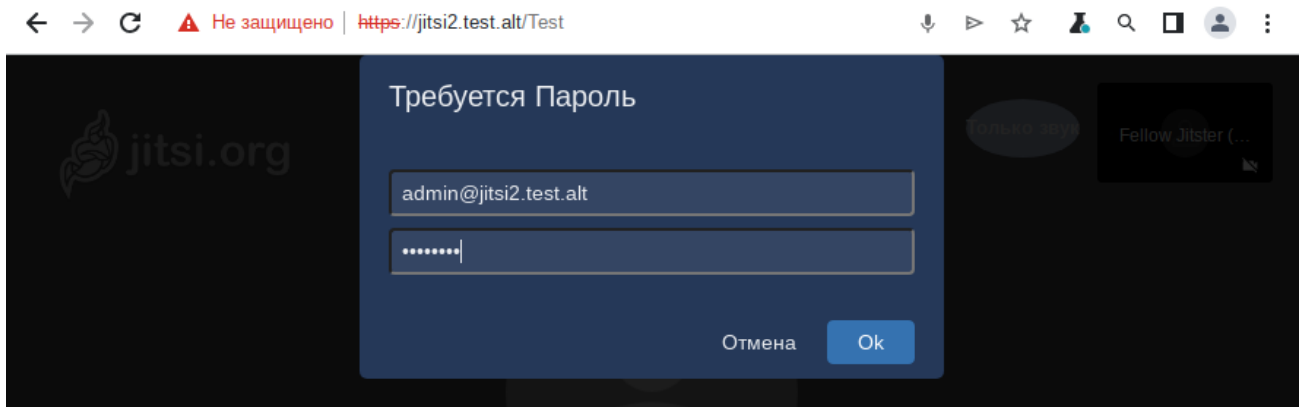 Не защищено https://jitsi2.test.alt/Test
Требуется Пароль
jitsi.org
Только звук
Fellow Jitster (...
admin@jitsi2.test.alt
••••••••
Отмена
Ok